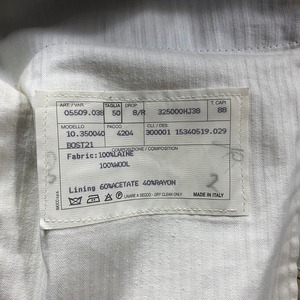 ART./VAR. TAGLIA DROP CLI./DES. T. CAPI
05509.038 50 8/R 325000HJ38 88
MODELLO PACCO
10.350040 4204 300001 15340519.029
BOST21
COMPOSIZIONE / COMPOSITION
Fabric:100%LAINE
100%WOOL
Lining 60%ACETATE 40%RAYON
LAVARE A SECCO - DRY CLEAN ONLY MADE IN ITALY
2